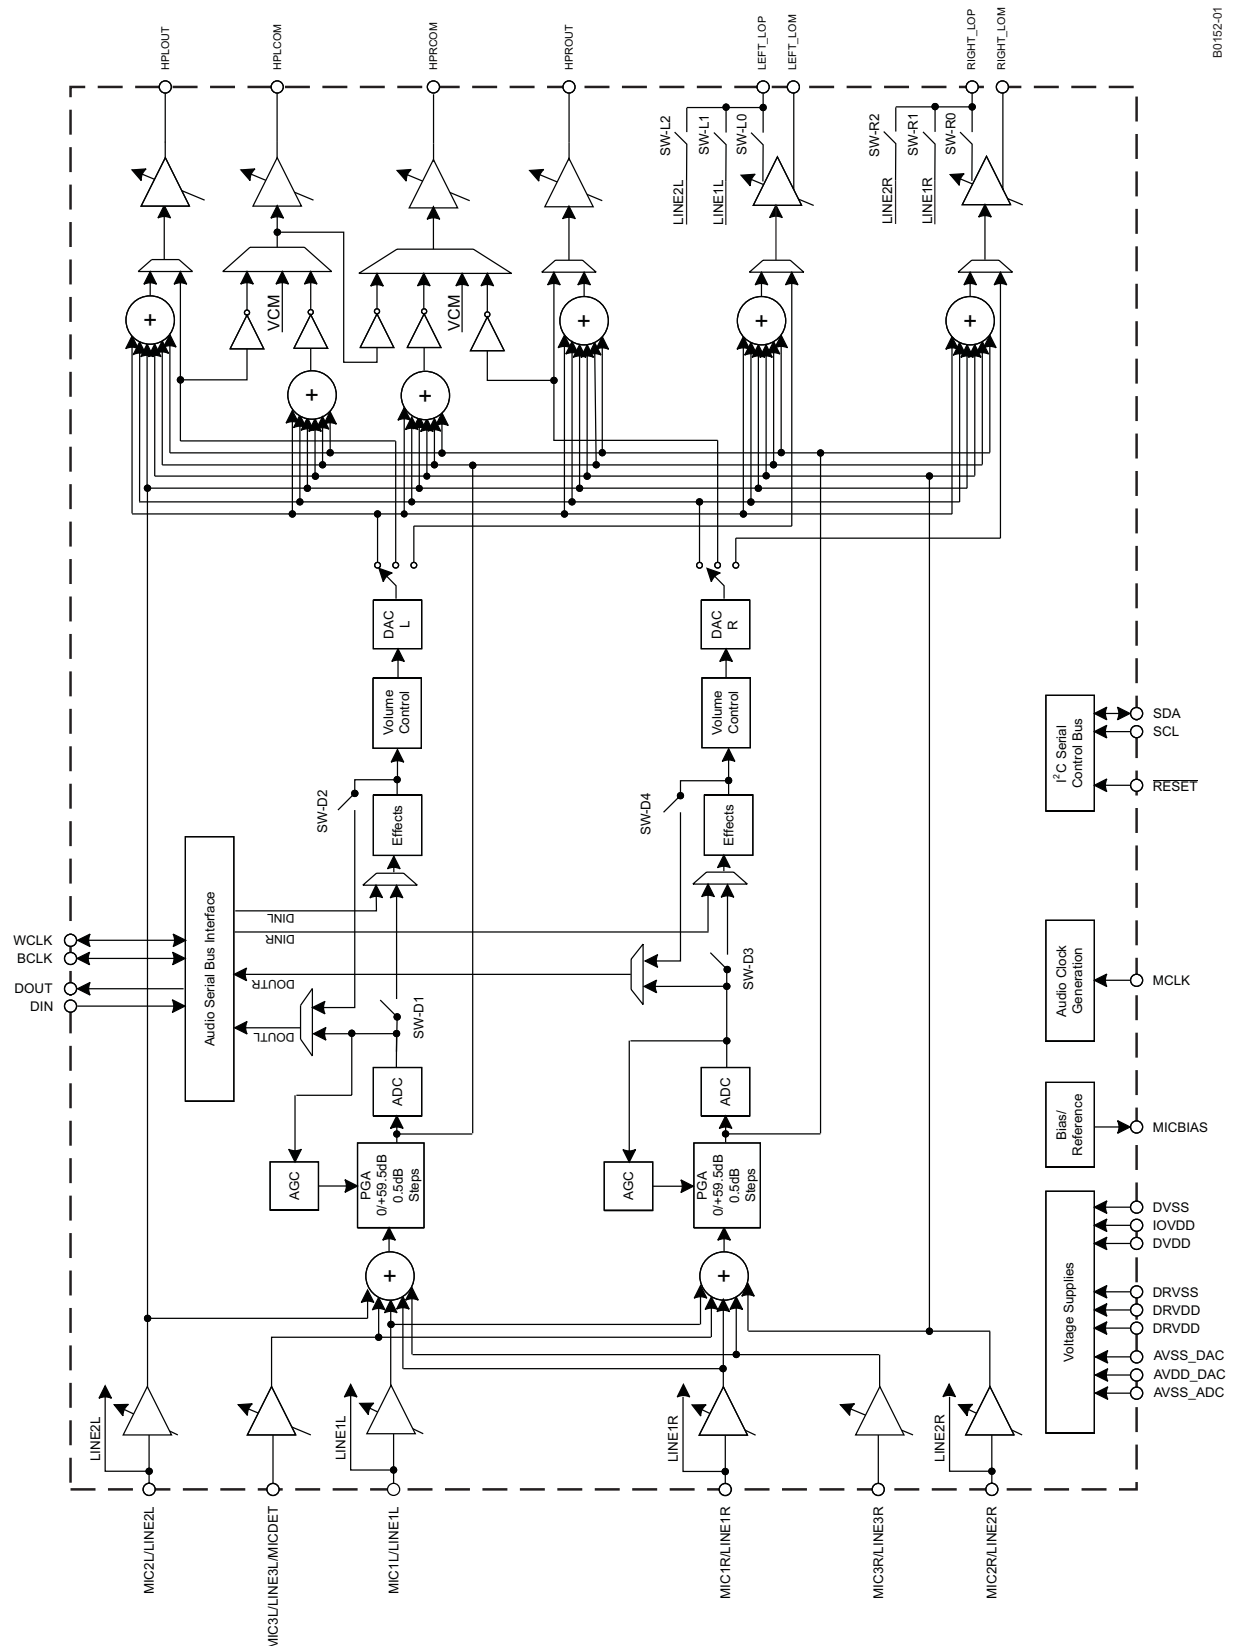 B0152-01
HPLOUT
HPLCOM
HPRCOM
HPROUT
LEFT_LOP
LEFT_LOM
RIGHT_LOP
RIGHT_LOM
SW-L2
SW-L1
SW-L0
LINE2L
LINE1L
SW-R2
SW-R1
SW-R0
LINE2R
LINE1R
VCM
VCM
+
+
+
+
+
+
DAC
L
DAC
R
Volume
Control
Volume
Control
SW-D2
SW-D4
Effects
Effects
I²C Serial
Control Bus
SDA
SCL
RESET
Audio Serial Bus Interface
WCLK
BCLK
DOUT
DIN
DINL
DINR
DOUTR
DOUTL
SW-D1
SW-D3
Audio Clock
Generation
MCLK
ADC
ADC
Bias/
Reference
MICBIAS
AGC
PGA
0/+59.5dB
0.5dB
Steps
AGC
PGA
0/+59.5dB
0.5dB
Steps
+
+
Voltage Supplies
DVSS
IOVDD
DVDD
DRVSS
DRVDD
DRVDD
AVSS_DAC
AVDD_DAC
AVSS_ADC
LINE2L
LINE1L
LINE1R
LINE2R
MIC2L/LINE2L
MIC3L/LINE3L/MICDET
MIC1L/LINE1L
MIC1R/LINE1R
MIC3R/LINE3R
MIC2R/LINE2R